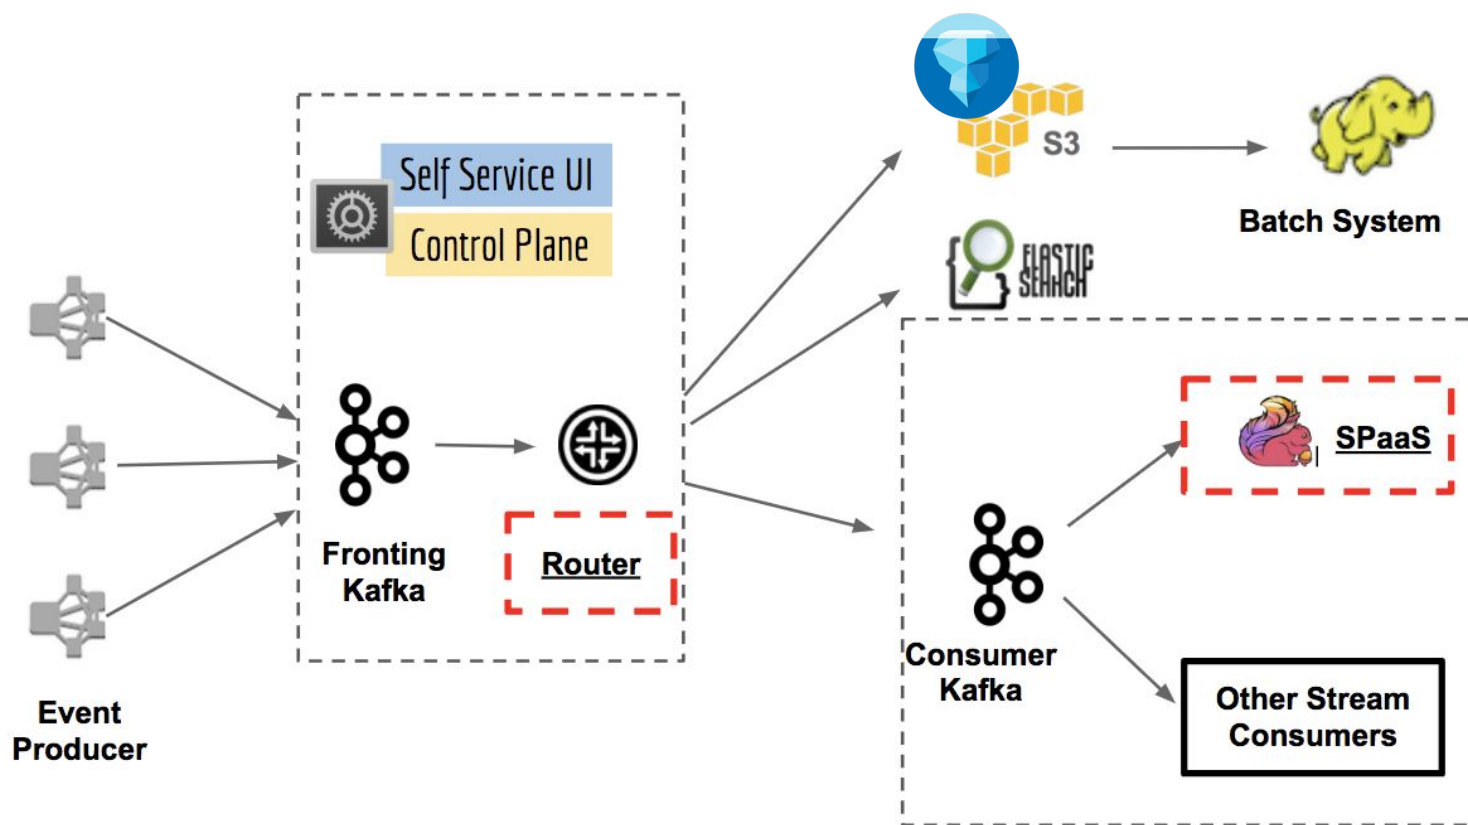 Self Service UI
Control Plane
S3
Batch System
ELASTIC
SEARCH
SPaaS
Fronting
Kafka
Router
Consumer
Kafka
Event
Producer
Other Stream
Consumers